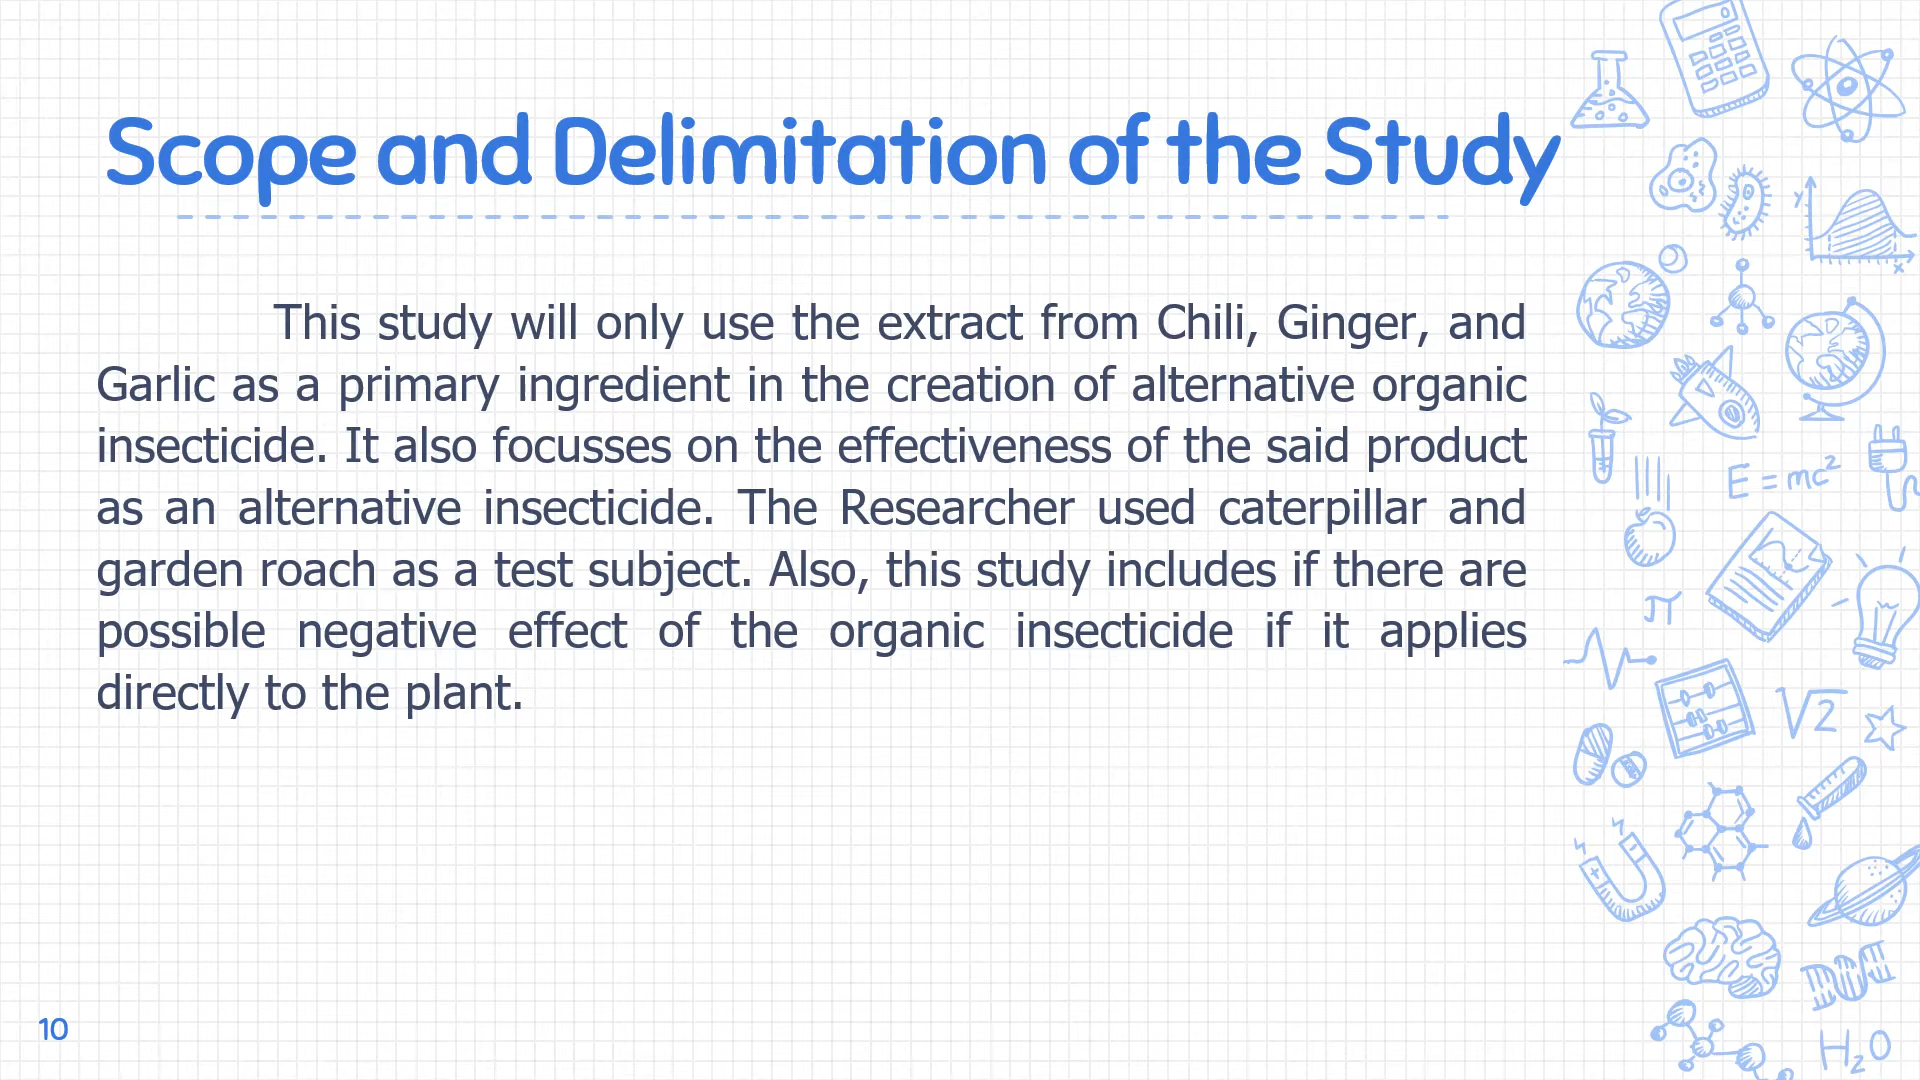 Scope and Delimitation of the Study
This study will only use the extract from Chili, Ginger, and
Garlic as a primary ingredient in the creation of alternative organic
insecticide. It also focusses on the effectiveness of the said product
as an alternative insecticide. The Researcher used caterpillar and
garden roach as a test subject. Also, this study includes if there are
possible negative effect of the organic insecticide if it applies
directly to the plant.
10
y
x
E = mc²
π
√2
H₂O